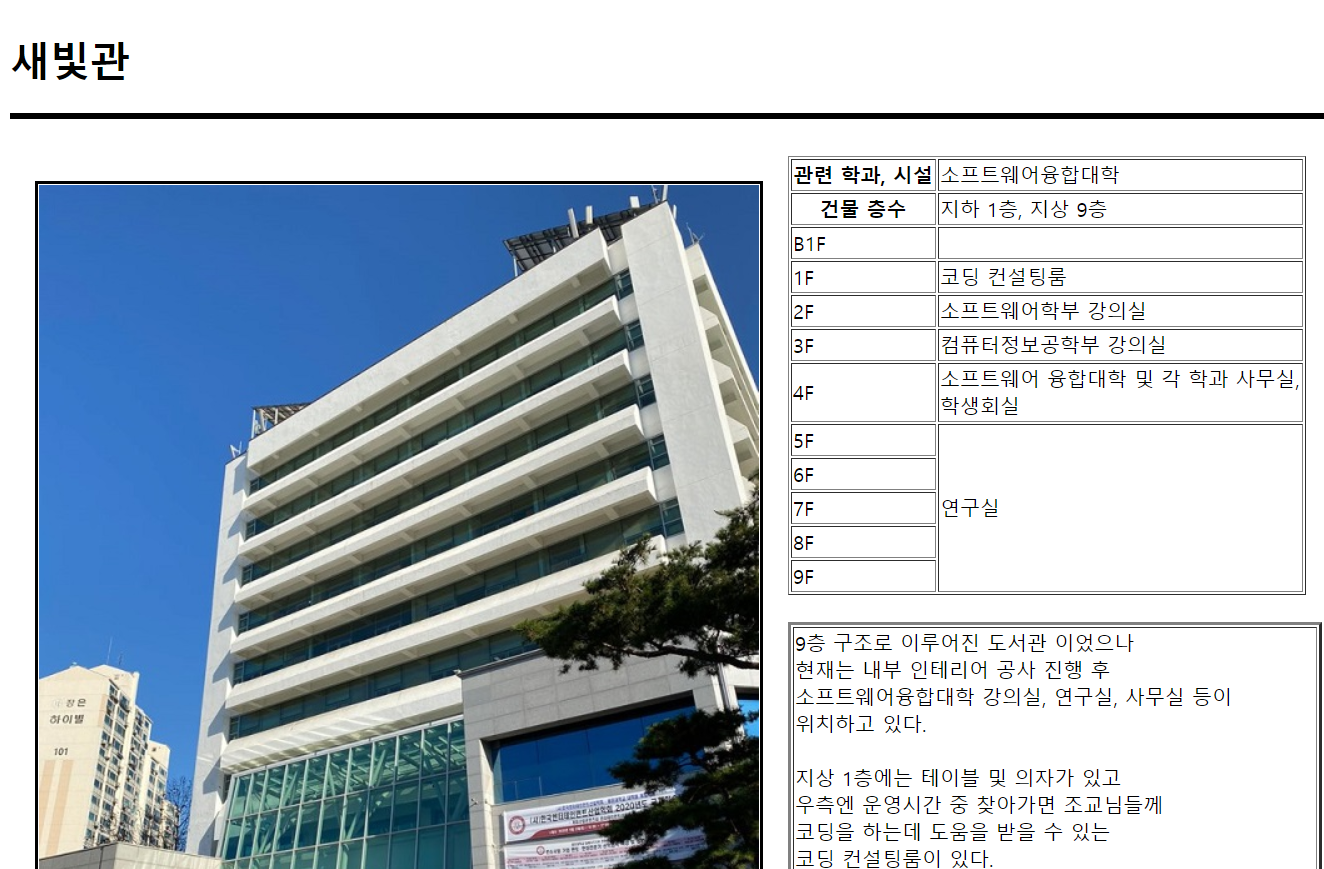 새빛관
장은
하이빌
101
2020년도
관련 학과, 시설 소프트웨어융합대학
건물 층수 지하 1층, 지상 9층
B1F
1F 코딩 컨설팅룸
2F 소프트웨어학부 강의실
3F 컴퓨터정보공학부 강의실
4F 소프트웨어 융합대학 및 각 학과 사무실,
학생회실
5F
6F
7F 연구실
8F
9F
9층 구조로 이루어진 도서관 이었으나
현재는 내부 인테리어 공사 진행 후
소프트웨어융합대학 강의실, 연구실, 사무실 등이
위치하고 있다.
지상 1층에는 테이블 및 의자가 있고
우측엔 운영시간 중 찾아가면 조교님들께
코딩을 하는데 도움을 받을 수 있는
코딩 컨설팅룸이 있다.